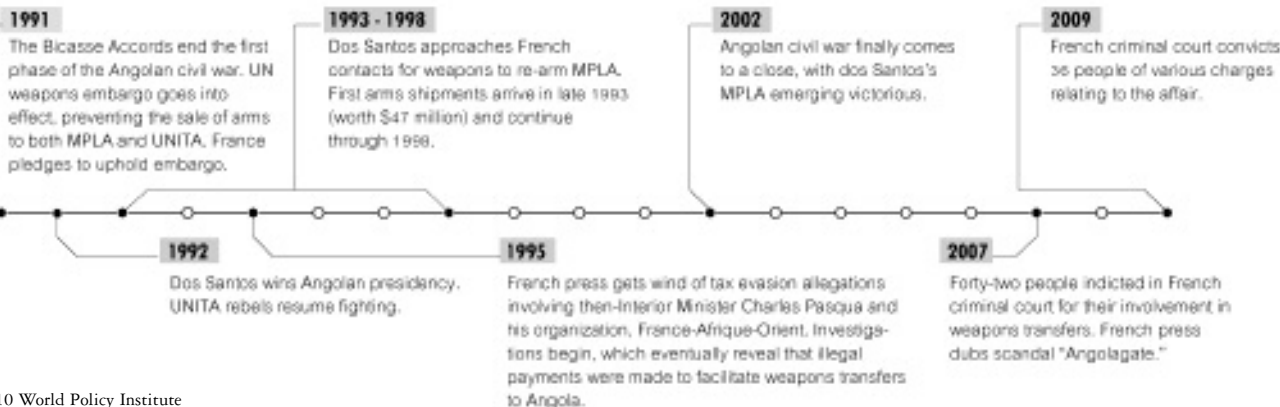 1991
The Bicasse Accords end the first
phase of the Angolan civil war. UN
weapons embargo goes into
effect, preventing the sale of arms
to both MPLA and UNITA. France
pledges to uphold embargo.
1993 - 1998
Dos Santos approaches French
contacts for weapons to re-arm MPLA.
First arms shipments arrive in late 1993
(worth $47 million) and continue
through 1998.
2002
Angolan civil war finally comes
to a close, with dos Santos's
MPLA emerging victorious.
2009
French criminal court convicts
36 people of various charges
relating to the affair.
1992
Dos Santos wins Angolan presidency.
UNITA rebels resume fighting.
1995
French press gets wind of tax evasion allegations
involving then-Interior Minister Charles Pasqua and
his organization, France-Afrique-Orient. Investiga-
tions begin, which eventually reveal that illegal
payments were made to facilitate weapons transfers
to Angola.
2007
Forty-two people indicted in French
criminal court for their involvement in
weapons transfers. French press
dubs scandal "Angolagate."
10 World Policy Institute